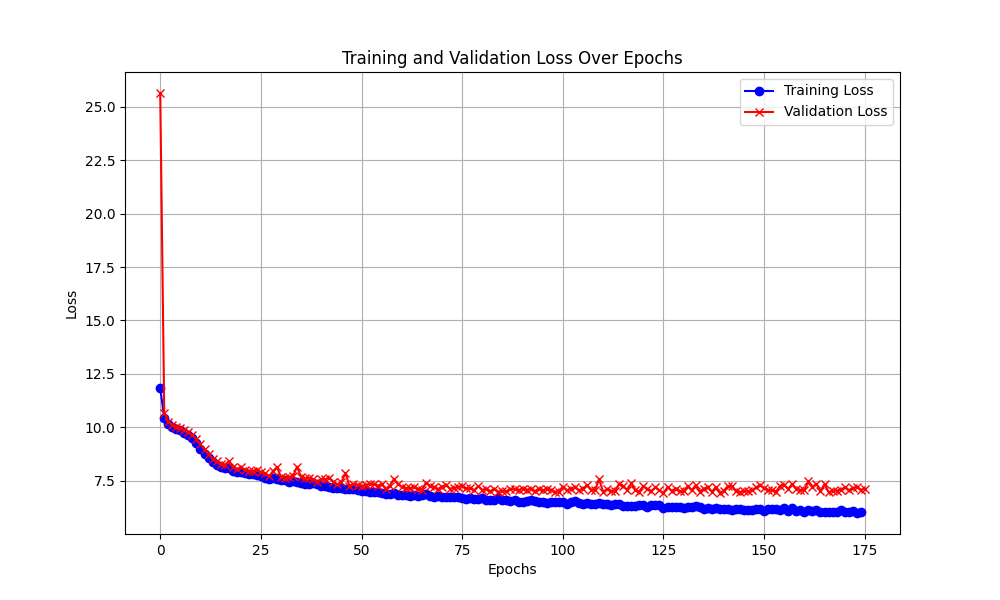 Training and Validation Loss Over Epochs
Training Loss
Validation Loss
25.0
22.5
20.0
17.5
15.0
12.5
10.0
7.5
Loss
0 25 50 75 100 125 150 175
Epochs